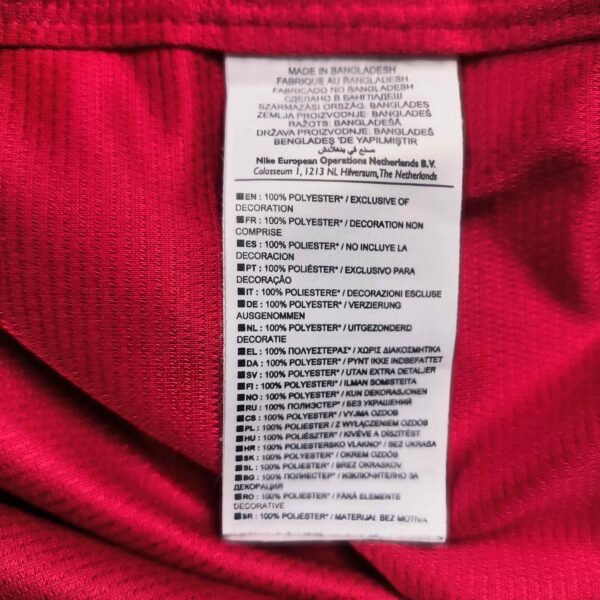 MADE IN BANGLADESH
FABRIQUE AU BANGLADESH
FABRICADO NO BANGLADESH
СДЕЛАНО В БАНГЛАДЕШ
SZÁRMAZÁSI ORSZÁG: BANGLADES
ZEMLJA PROIZVODNJE: BANGLADEŠ
RAŽOTS: BANGLADEŠĀ
DRŽAVA PROIZVODNJE: BANGLADEŠ
BENGLADEŞ 'DE YAPILMIŞTIR
صنع في بنغلادش
Nike European Operations Netherlands B.V.
Colosseum 1, 1213 NL Hilversum, The Netherlands
EN : 100% POLYESTER* / EXCLUSIVE OF
DECORATION
FR : 100% POLYESTER* / DECORATION NON
COMPRISE
ES : 100% POLIESTER* / NO INCLUYE LA
DECORACION
PT : 100% POLIÉSTER* / EXCLUSIVO PARA
DECORAÇÃO
IT : 100% POLIESTERE* / DECORAZIONI ESCLUSE
DE : 100% POLYESTER* / VERZIERUNG
AUSGENOMMEN
NL : 100% POLYESTER* / UITGEZONDERD
DECORATIE
EL : 100% ΠΟΛΥΕΣΤΕΡΑΣ* / ΧΩΡΙΣ ΔΙΑΚΟΣΜΗΤΙΚΑ
DA : 100% POLYESTER* / PYNT IKKE INDBEFATTET
SV : 100% POLYESTER* / UTAN EXTRA DETALJER
FI : 100% POLYESTERI* / ILMAN SOMISTEITA
NO : 100% POLYESTER* / KUN DEKORASJONEN
RU : 100% ПОЛИЭСТЕР* / БЕЗ УКРАШЕНИЙ
CS : 100% POLYESTER* / VYJMA OZDOB
PL : 100% POLIESTER / Z WYŁĄCZENIEM OZDÓB
HU : 100% POLIÉSZTER* / KIVÉVE A DÍSZÍTÉST
HR : 100% POLIESTERSKO VLAKNO* / BEZ UKRASA
SK : 100% POLYESTER* / OKREM OZDÔB
SL : 100% POLIESTER* / BREZ OKRASKOV
BG : 100% ПОЛИЕСТЕР* / ИЗКЛЮЧИТЕЛНО ЗА
ДЕКОРАЦИЯ
RO : 100% POLIESTER* / FĂRĂ ELEMENTE
DECORATIVE
SR : 100% POLIESTER* / MATERIJAL BEZ MOTIVA